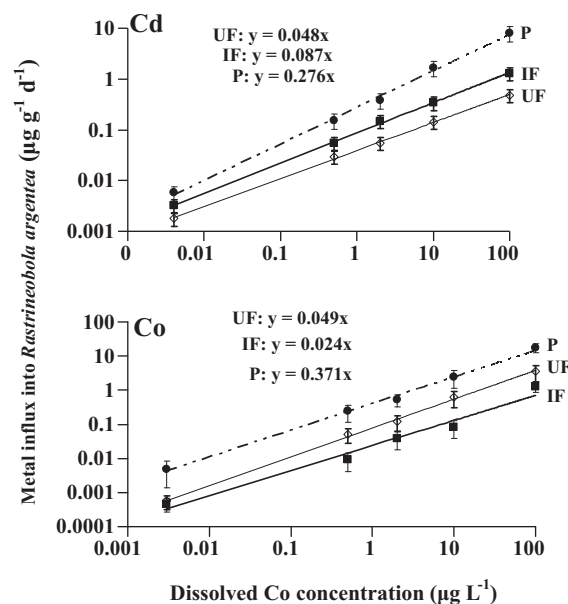 Cd
UF: y = 0.048x
IF: y = 0.087x
P: y = 0.276x
10
1
0.1
0.01
0.001
P
IF
UF
0 0.01 0.1 1 10 100
Metal influx into Rastrineobola argentea (µg g⁻¹ d⁻¹)
Co
UF: y = 0.049x
IF: y = 0.024x
P: y = 0.371x
100
10
1
0.1
0.01
0.001
0.0001
P
UF
IF
0.001 0.01 0.1 1 10 100
Dissolved Co concentration (µg L⁻¹)